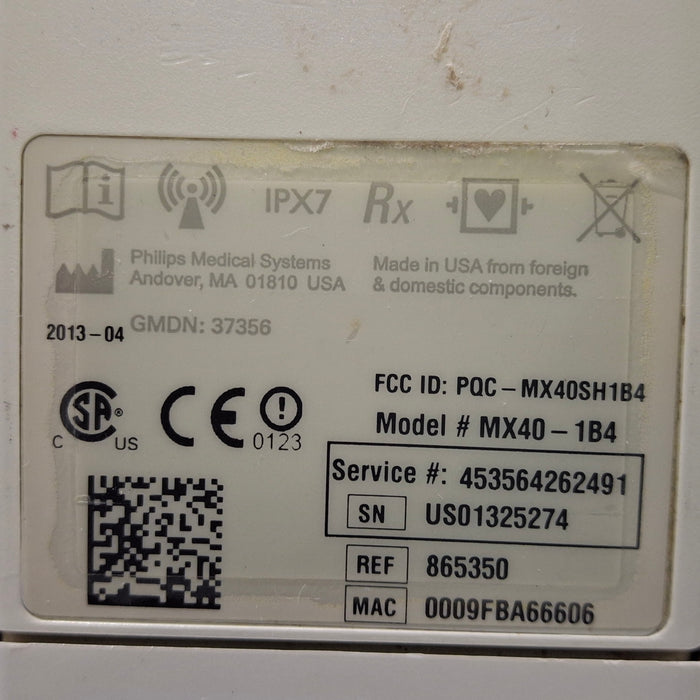 i
IPX7 Rx
Philips Medical Systems
Andover, MA 01810 USA
Made in USA from foreign
& domestic components.
2013-04
GMDN: 37356
FCC ID: PQC-MX40SH1B4
Model # MX40-1B4
C SA® US
CE ! 0123
Service #: 453564262491
SN US01325274
REF 865350
MAC 0009FBA66606